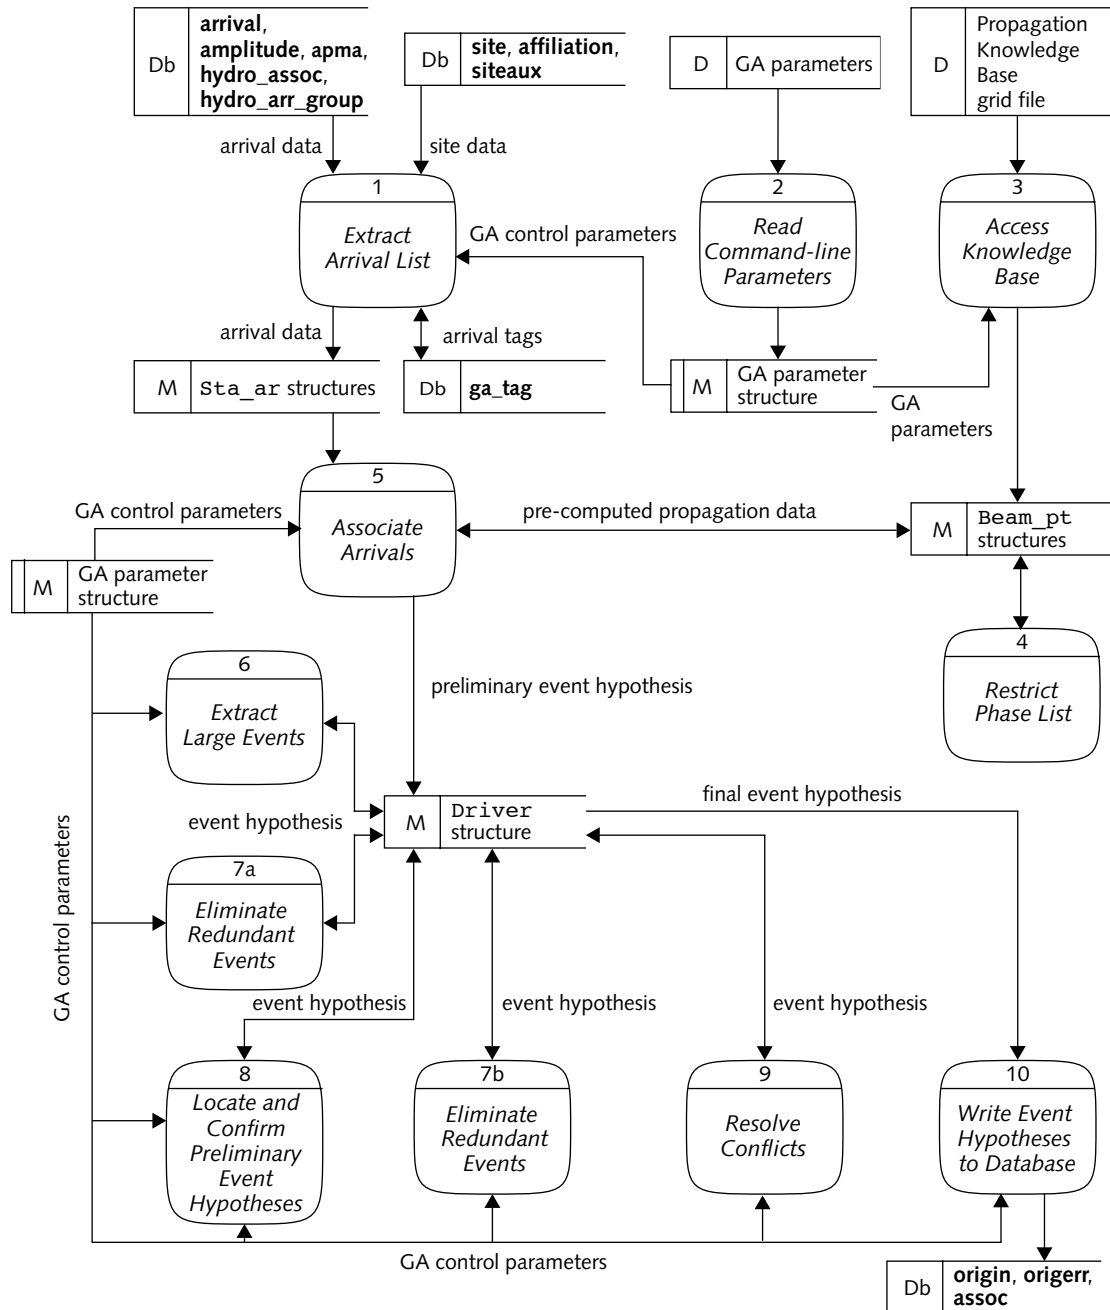 Db
arrival,
amplitude, apma,
hydro_assoc,
hydro_arr_group
Db
site, affiliation,
siteaux
D
GA parameters
D
Propagation
Knowledge
Base
grid file
arrival data
site data
1
Extract
Arrival List
2
Read
Command-line
Parameters
3
Access
Knowledge
Base
GA control parameters
arrival data
arrival tags
M
Sta_ar structures
Db
ga_tag
M
GA parameter
structure
GA
parameters
5
Associate
Arrivals
GA control parameters
pre-computed propagation data
M
Beam_pt
structures
M
GA parameter
structure
4
Restrict
Phase List
6
Extract
Large Events
preliminary event hypothesis
event hypothesis
M
Driver
structure
final event hypothesis
7a
Eliminate
Redundant
Events
GA control parameters
event hypothesis
event hypothesis
event hypothesis
8
Locate and
Confirm
Preliminary
Event
Hypotheses
7b
Eliminate
Redundant
Events
9
Resolve
Conflicts
10
Write Event
Hypotheses
to Database
GA control parameters
Db
origin, origerr,
assoc